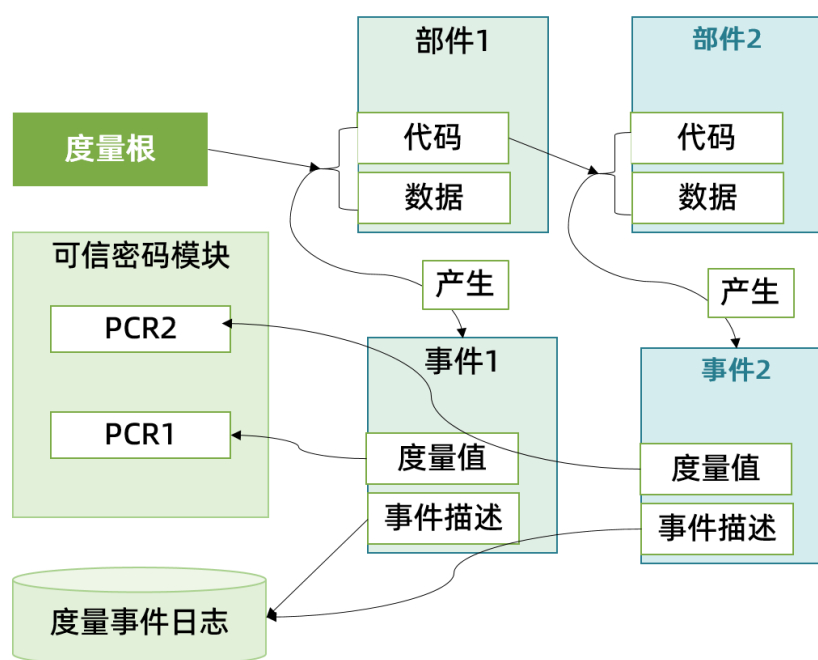 部件1
部件2
度量根
代码
代码
数据
数据
可信密码模块
产生
产生
PCR2
事件1
事件2
PCR1
度量值
度量值
事件描述
事件描述
度量事件日志